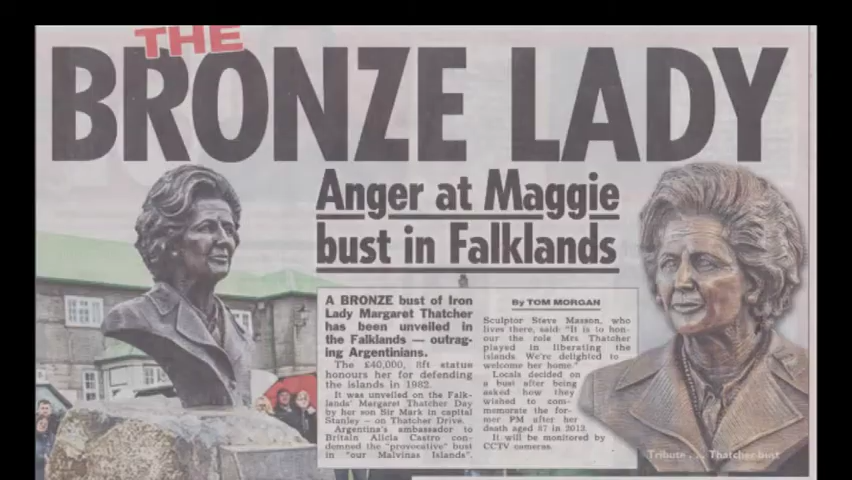 THE
BRONZE LADY
Anger at Maggie
bust in Falklands
A BRONZE bust of Iron
Lady Margaret Thatcher
has been unveiled in
the Falklands — outrag-
ing Argentinians.
The £40,000, 8ft statue
honours her for defending
the islands in 1982.
It was unveiled on the Falk-
lands' Margaret Thatcher Day
by her son Sir Mark in capital
Stanley — on Thatcher Drive.
Argentina's ambassador to
Britain Alicia Castro con-
demned the "provocative" bust
in "our Malvinas Islands".
By TOM MORGAN
Sculptor Steve Masson, who
lives there, said: "It is to hon-
our the role Mrs Thatcher
played in liberating the
islands. We're delighted to
welcome her home."
Locals decided on
a bust after being
asked how they
wished to com-
memorate the for-
mer PM after her
death aged 87 in 2013.
It will be monitored by
CCTV cameras.
Tribute ... Thatcher bust